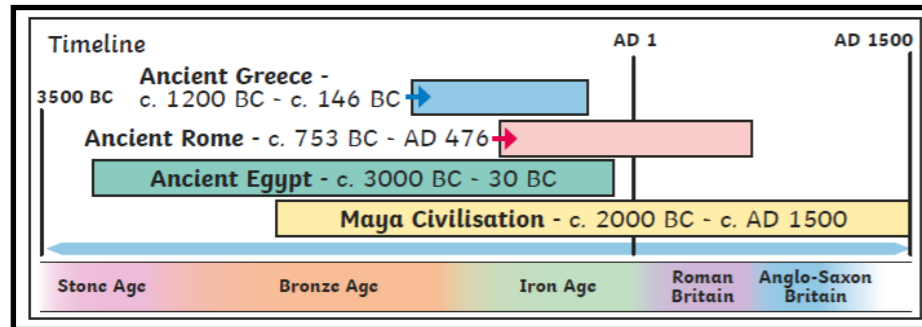 Timeline
AD 1
AD 1500
Ancient Greece -
3500 BC
c. 1200 BC - c. 146 BC
Ancient Rome - c. 753 BC - AD 476
Ancient Egypt - c. 3000 BC - 30 BC
Maya Civilisation - c. 2000 BC - c. AD 1500
Stone Age
Bronze Age
Iron Age
Roman
Britain
Anglo-Saxon
Britain